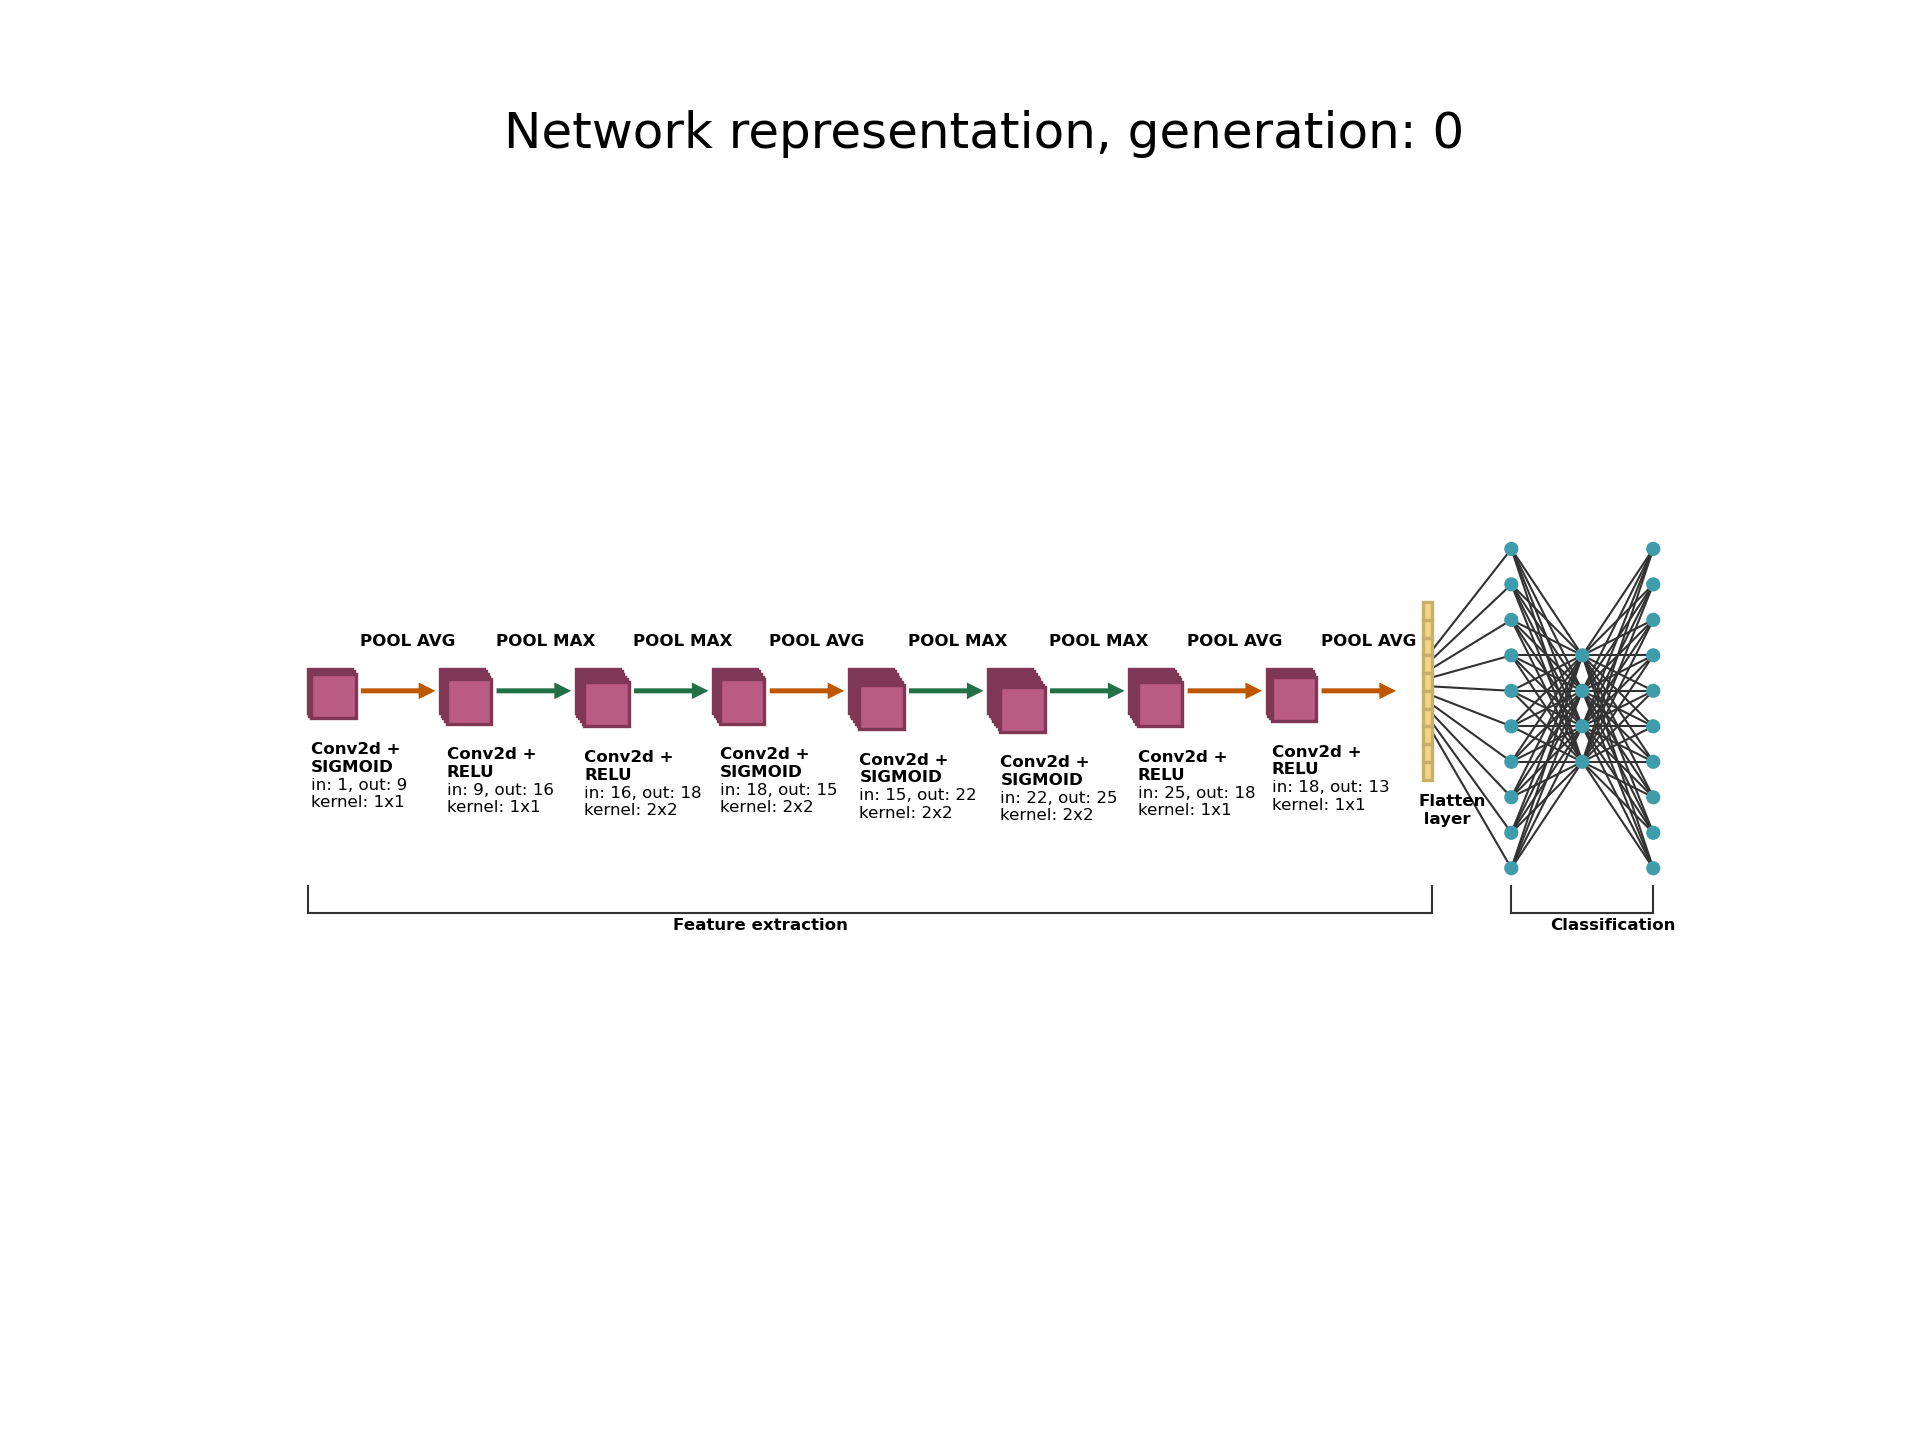 Network representation, generation: 0
POOL AVG
POOL MAX
POOL MAX
POOL AVG
POOL MAX
POOL MAX
POOL AVG
POOL AVG
Conv2d +
SIGMOID
in: 1, out: 9
kernel: 1x1
Conv2d +
RELU
in: 9, out: 16
kernel: 1x1
Conv2d +
RELU
in: 16, out: 18
kernel: 2x2
Conv2d +
SIGMOID
in: 18, out: 15
kernel: 2x2
Conv2d +
SIGMOID
in: 15, out: 22
kernel: 2x2
Conv2d +
SIGMOID
in: 22, out: 25
kernel: 2x2
Conv2d +
RELU
in: 25, out: 18
kernel: 1x1
Conv2d +
RELU
in: 18, out: 13
kernel: 1x1
Flatten
layer
Feature extraction
Classification